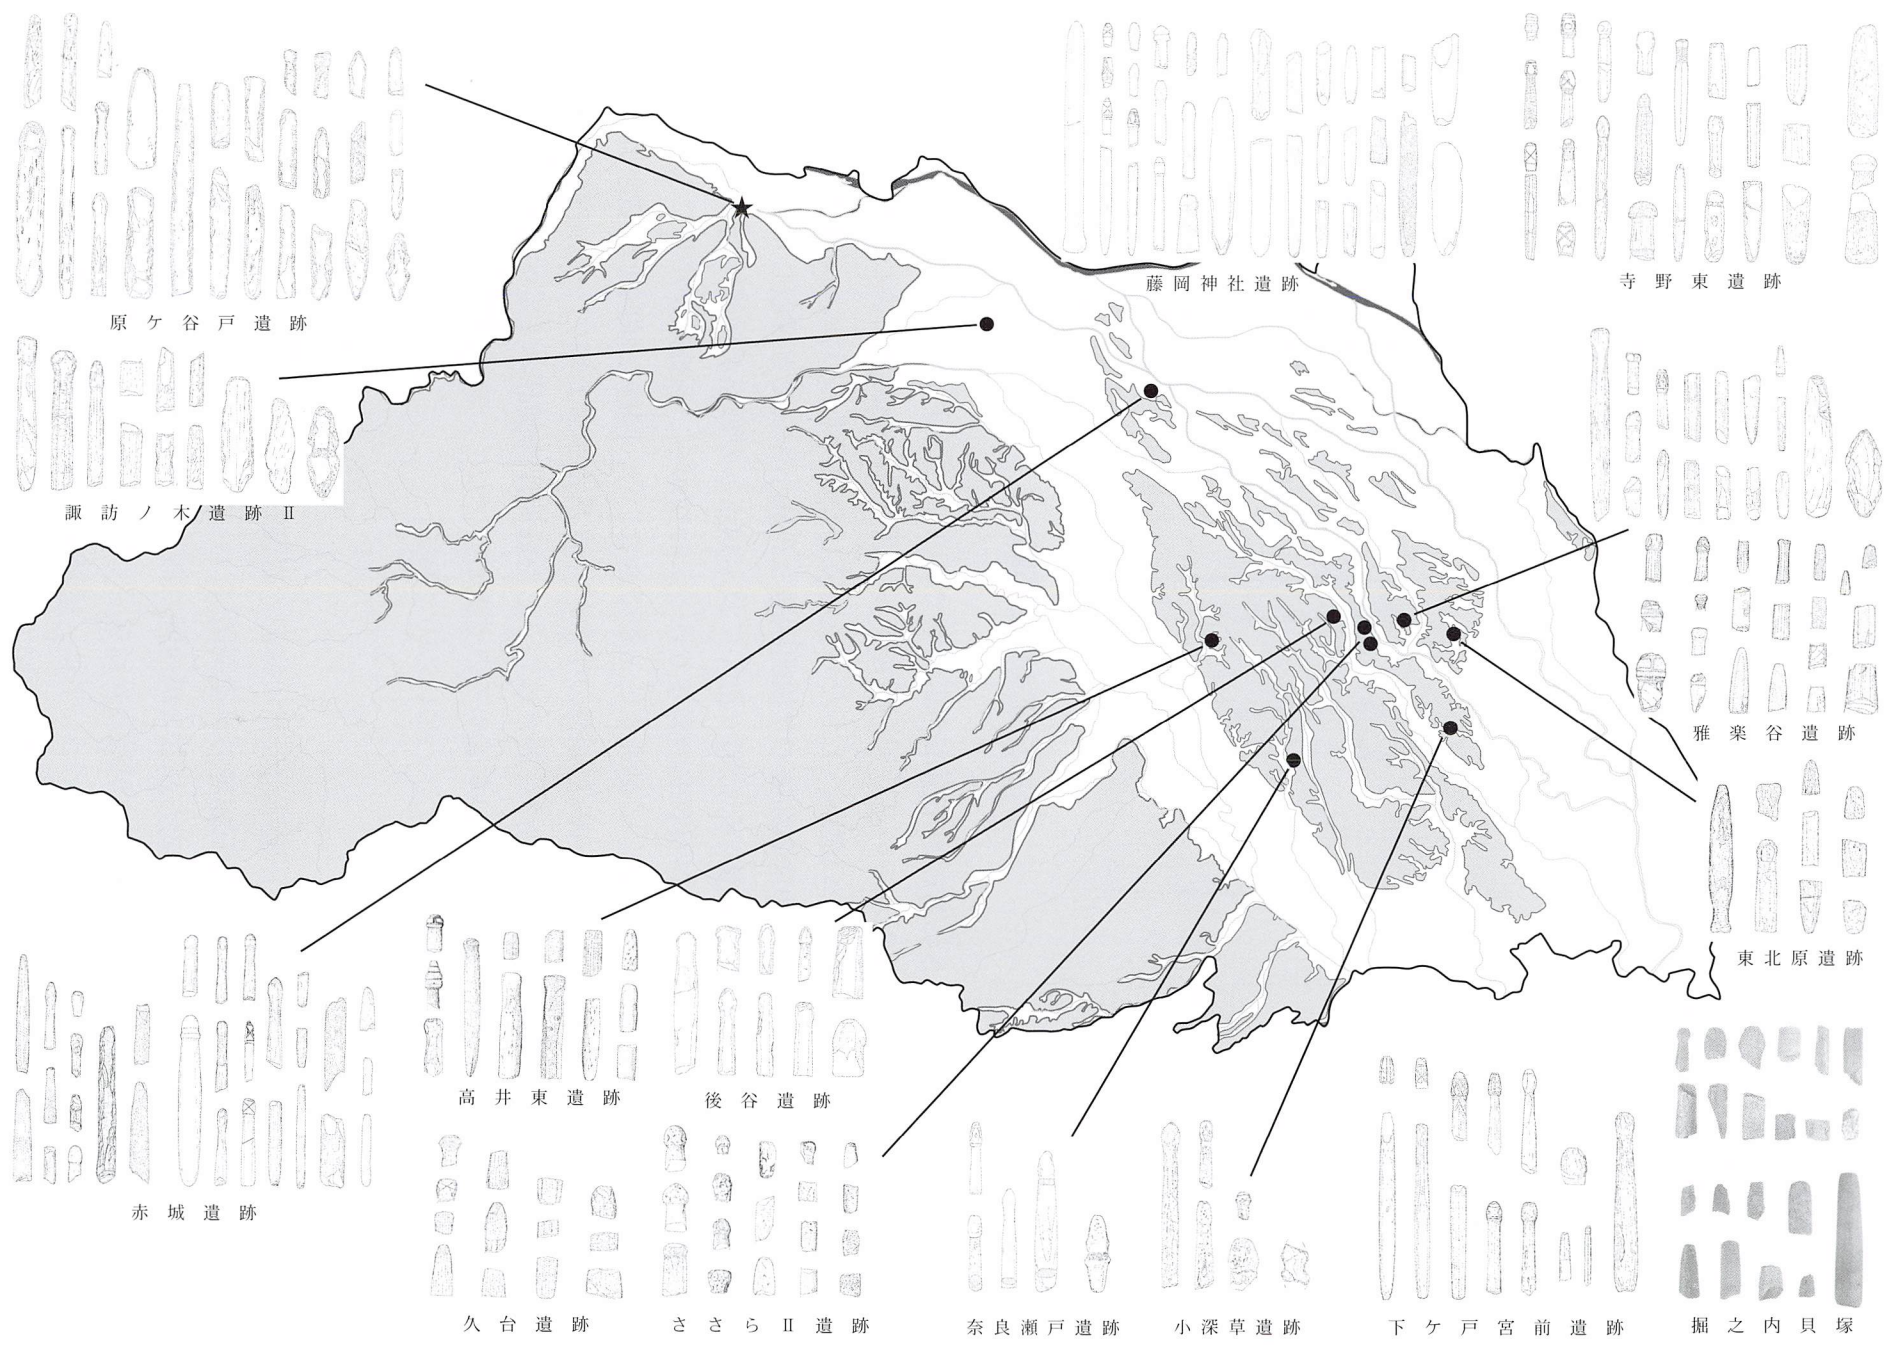 藤岡神社遺跡
寺野東遺跡
原ケ谷戸遺跡
諏訪ノ木遺跡Ⅱ
雅楽谷遺跡
東北原遺跡
高井東遺跡
後谷遺跡
赤城遺跡
久台遺跡
ささらⅡ遺跡
奈良瀬戸遺跡
小深草遺跡
下ケ戸宮前遺跡
掘之内貝塚